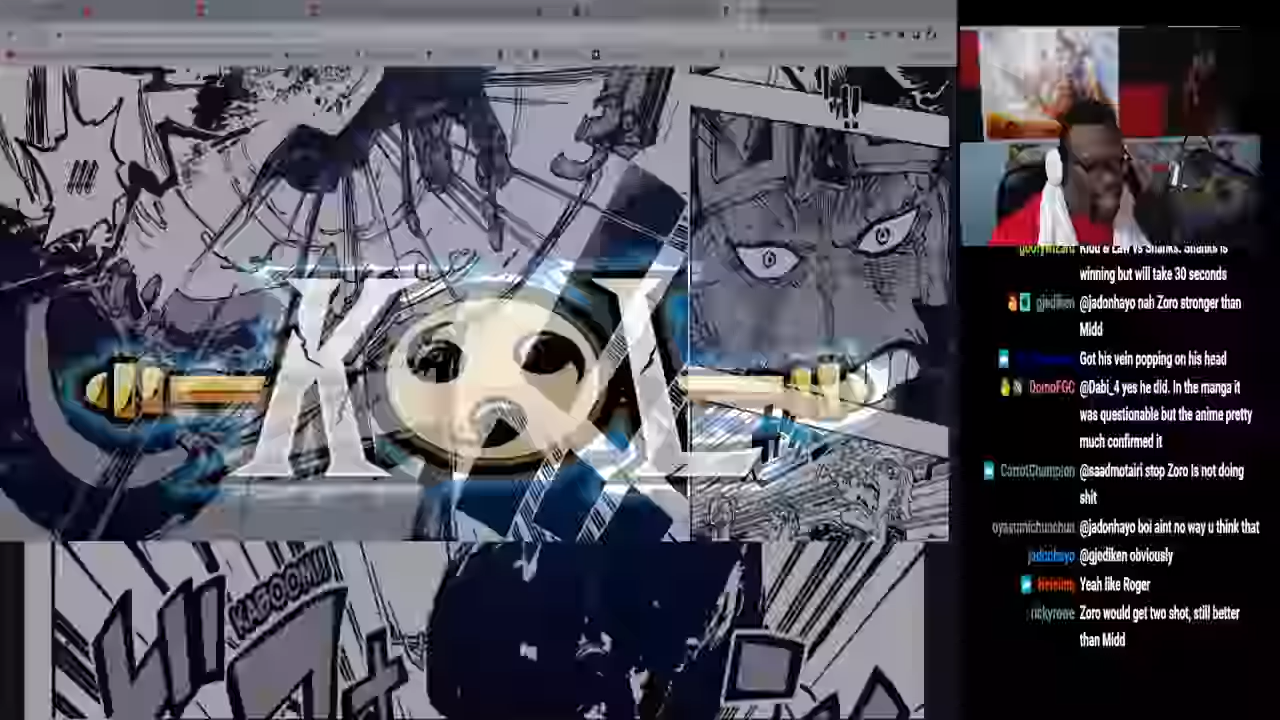 K L
KABOOM!!
Kidd & Law vs Shanks. Shanks is
winning but will take 30 seconds
gjediken @jadonhayo nah Zoro stronger than
Midd
Got his vein popping on his head
DomoFGC @Dabi_4 yes he did. In the manga it
was questionable but the anime pretty
much confirmed it
CarrotChampion @saadmotairi stop Zoro Is not doing
shit
@jadonhayo boi aint no way u think that
jadonhayo @gjediken obviously
Yeah like Roger
Zoro would get two shot, still better
than Midd